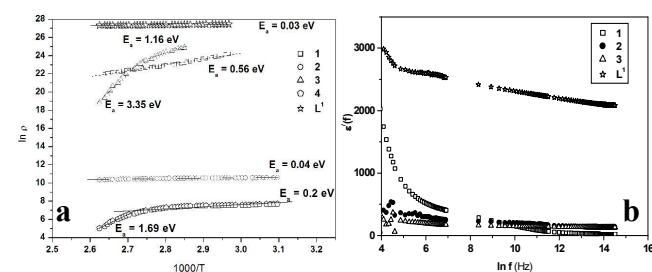 28
26
24
22
20
18
16
14
12
10
8
6
4
E_a = 0.03 eV
E_a = 1.16 eV
E_a = 0.56 eV
E_a = 3.35 eV
E_a = 0.04 eV
E_a = 0.2 eV
E_a = 1.69 eV
1
2
3
4
L¹
ln ρ
a
2.5 2.6 2.7 2.8 2.9 3.0 3.1 3.2
1000/T
ε'(f)
3000
2000
1000
0
1
2
3
L¹
b
4 6 8 10 12 14 16
ln f (Hz)